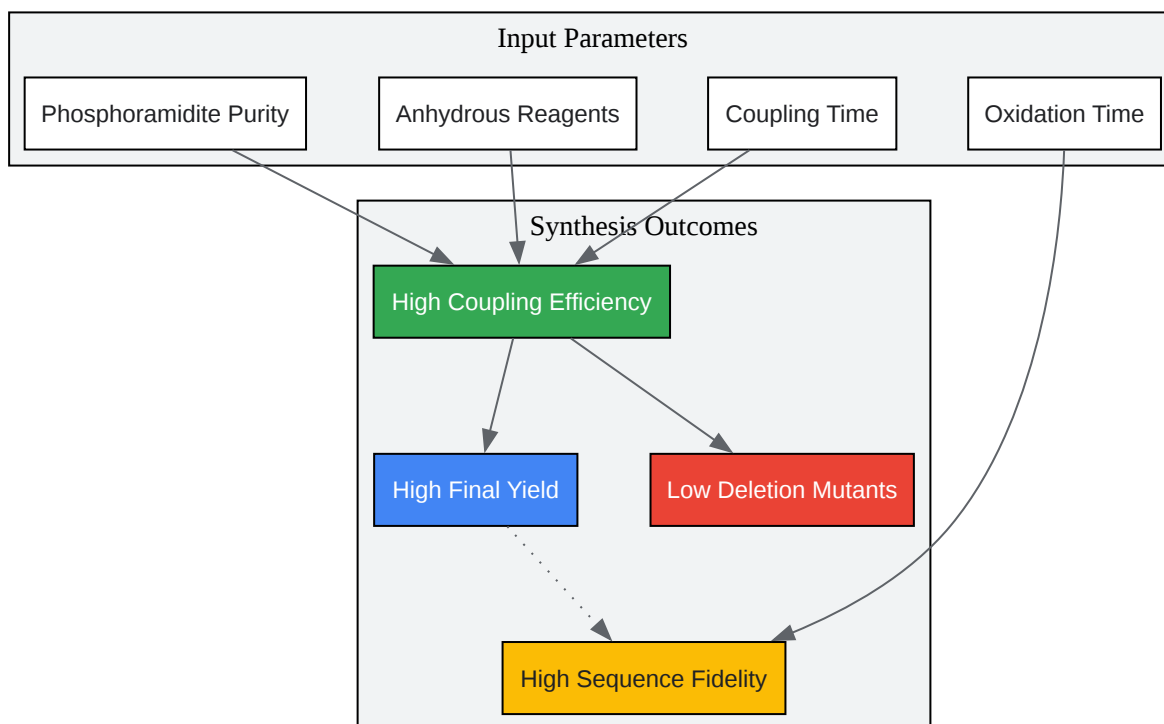 Input Parameters
Phosphoramidite Purity
Anhydrous Reagents
Coupling Time
Oxidation Time
Synthesis Outcomes
High Coupling Efficiency
High Final Yield
Low Deletion Mutants
High Sequence Fidelity